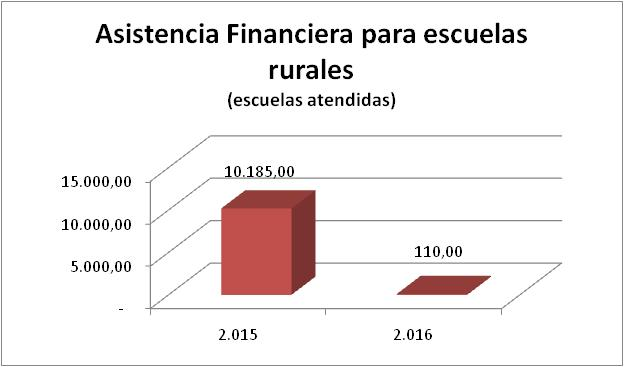 Asistencia Financiera para escuelas
rurales
(escuelas atendidas)
15.000,00
10.000,00
5.000,00
-
10.185,00
110,00
2.015
2.016